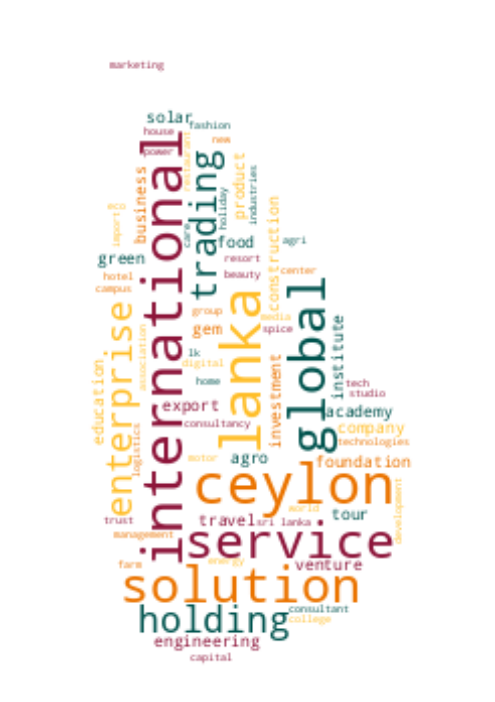 marketing
solar
fashion
house
new
power
restaurant
international
trading
product
industries
business
holiday
care
eco
import
construction
food
agri
green
resort
hotel
beauty
center
campus
lanka
global
enterprise
group
media
gem
spice
institute
association
education
lk
digital
investment
home
tech
studio
export
academy
consultancy
company
logistics
technologies
motor
agro
foundation
ceylon
development
world
trust
travel
sri lanka
tour
management
service
farm
energy
venture
solution
holding
consultant
college
engineering
capital